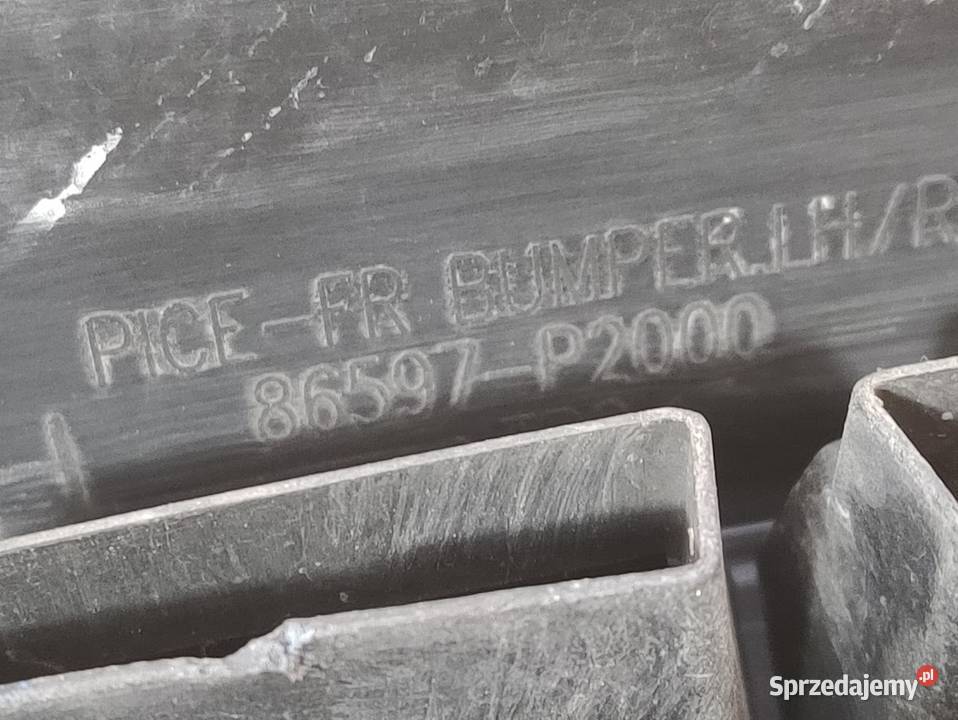 PICE-FR BUMPER.LH/R
86597-P2000
Sprzedajemy.pl